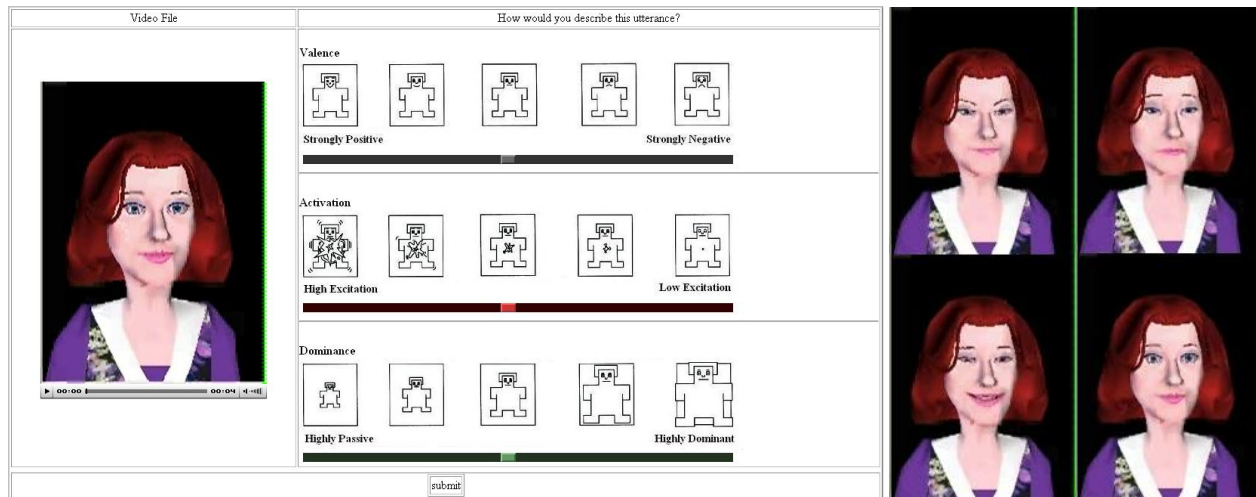 Video File
How would you describe this utterance?
Valence
Strongly Positive
Strongly Negative
Activation
High Excitation
Low Excitation
Dominance
Highly Passive
Highly Dominant
00:00
00:04
submit